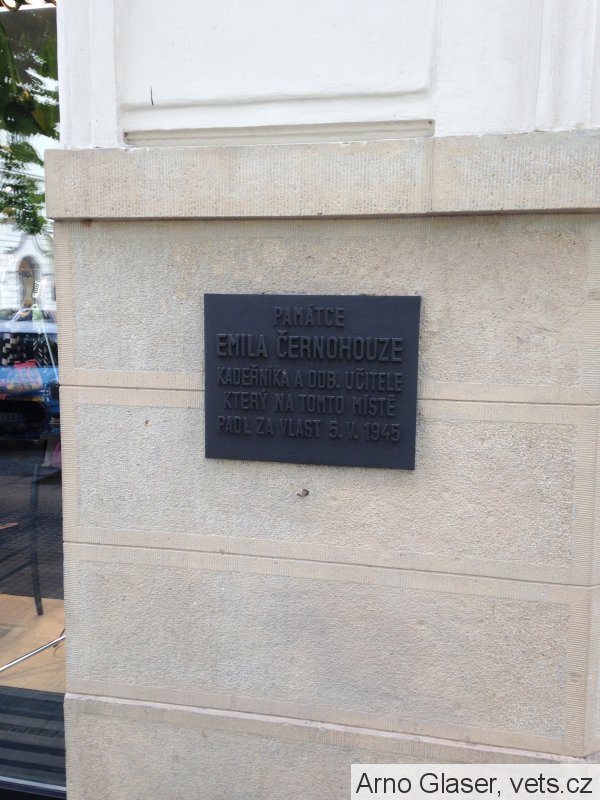 PAMÁTCE
EMILA ČERNOHOUZE
KADEŘNÍKA A ODB. UČITELE
KTERÝ NA TOMTO MÍSTĚ
PADL ZA VLAST 5. V. 1945
Arno Glaser, vets.cz